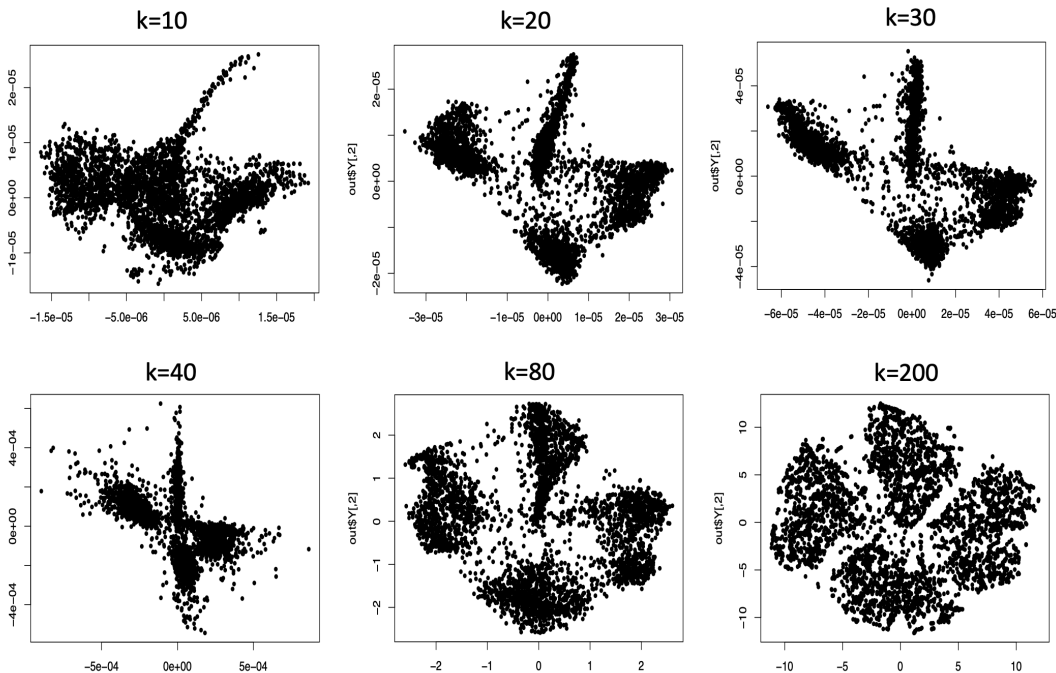 k=10
k=20
k=30
2e-05
1e-05
0e+00
-1e-05
-1.5e-05 -5.0e-06 5.0e-06 1.5e-05
out$Y[,2]
2e-05
0e+00
-2e-05
-3e-05 -1e-05 0e+00 1e-05 2e-05 3e-05
out$Y[,2]
4e-05
0e+00
-4e-05
-6e-05 -4e-05 -2e-05 0e+00 2e-05 4e-05 6e-05
k=40
k=80
k=200
4e-04
0e+00
-4e-04
-5e-04 0e+00 5e-04
out$Y[,2]
2
1
0
-1
-2
-2 -1 0 1 2
out$Y[,2]
10
5
0
-5
-10
-10 -5 0 5 10